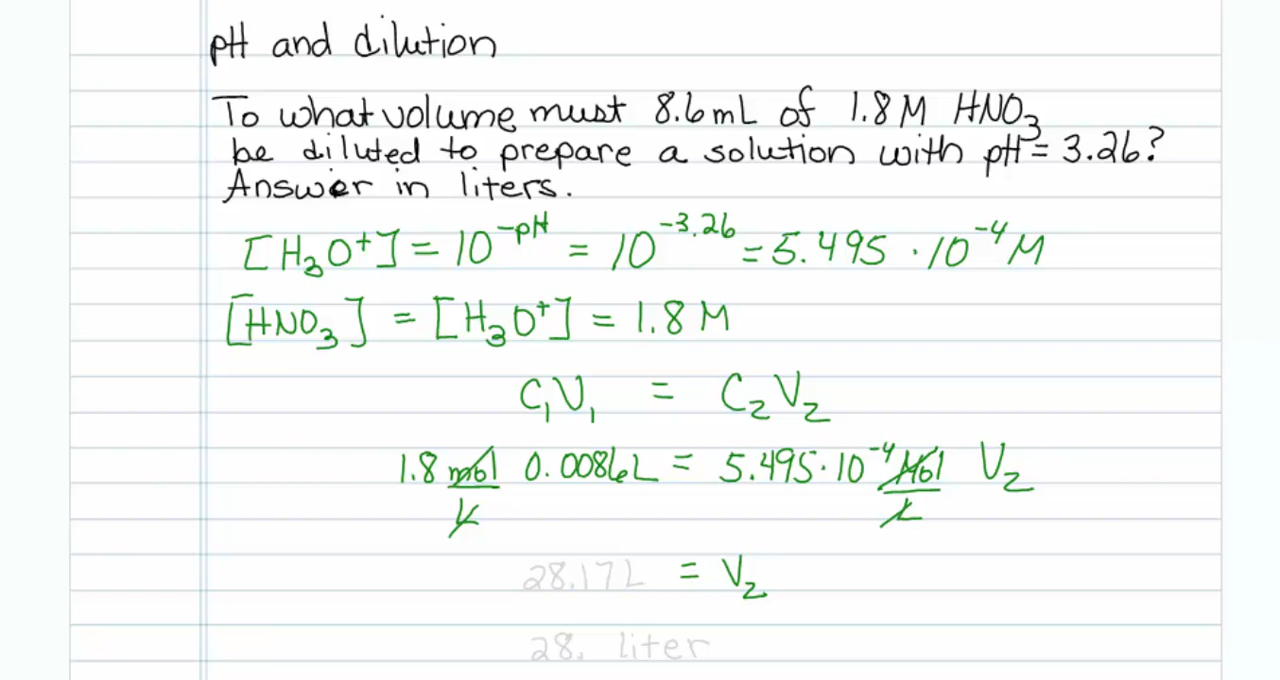 pH and dilution
To what volume must 8.6 mL of 1.8 M HNO₃
be diluted to prepare a solution with pH = 3.26?
Answer in liters.
[H₃O⁺] = 10⁻ᵖᴴ = 10⁻³·²⁶ = 5.495 · 10⁻⁴ M
[HNO₃] = [H₃O⁺] = 1.8 M
C₁V₁ = C₂V₂
1.8 mol/L 0.0086 L = 5.495 · 10⁻⁴ mol/L V₂
28.17 L = V₂
28. liter